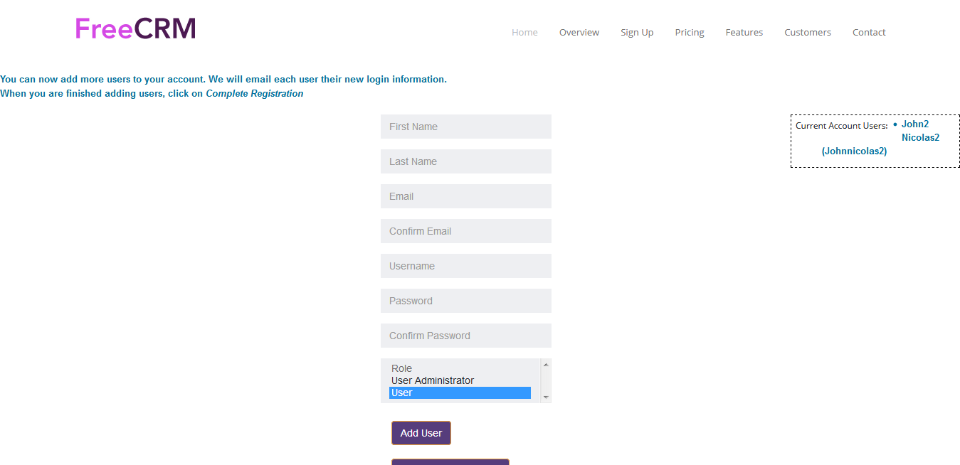 FreeCRM
Home Overview Sign Up Pricing Features Customers Contact
You can now add more users to your account. We will email each user their new login information.
When you are finished adding users, click on Complete Registration
First Name
Last Name
Email
Confirm Email
Username
Password
Confirm Password
Role
User Administrator
User
Add User
Current Account Users: • John2
Nicolas2
(Johnnicolas2)